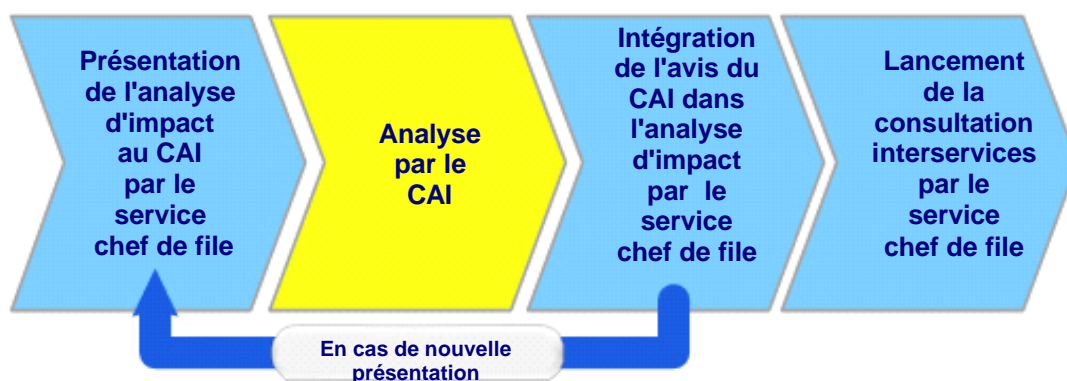 Présentation
de l'analyse
d'impact
au CAI
par le
service
chef de file
Analyse
par le
CAI
Intégration
de l'avis du
CAI dans
l'analyse
d'impact
par le
service
chef de file
Lancement
de la
consultation
interservices
par le
service
chef de file
En cas de nouvelle
présentation